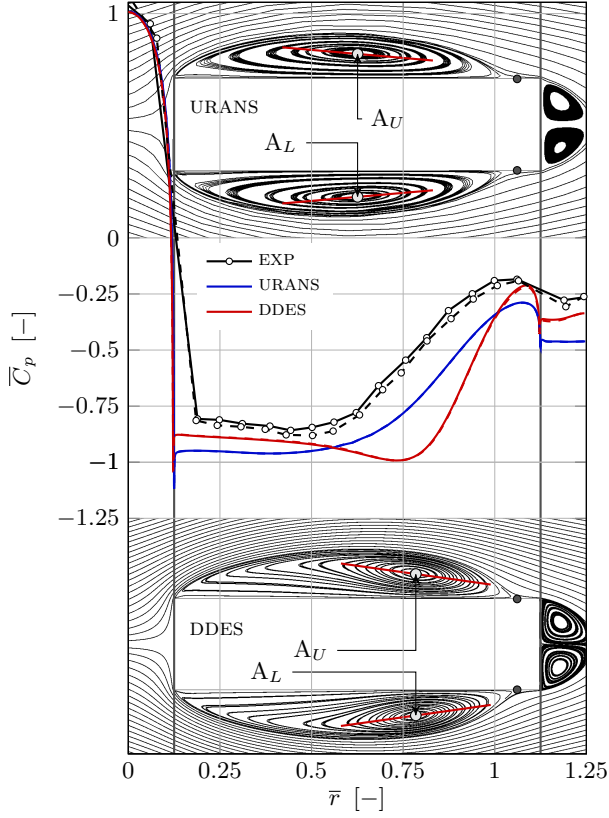 1
URANS
A_U
A_L
0
EXP
URANS
DDES
−0.25
−0.5
−0.75
−1
−1.25
C̅_p [−]
DDES
A_U
A_L
0 0.25 0.5 0.75 1 1.25
r̅ [−]